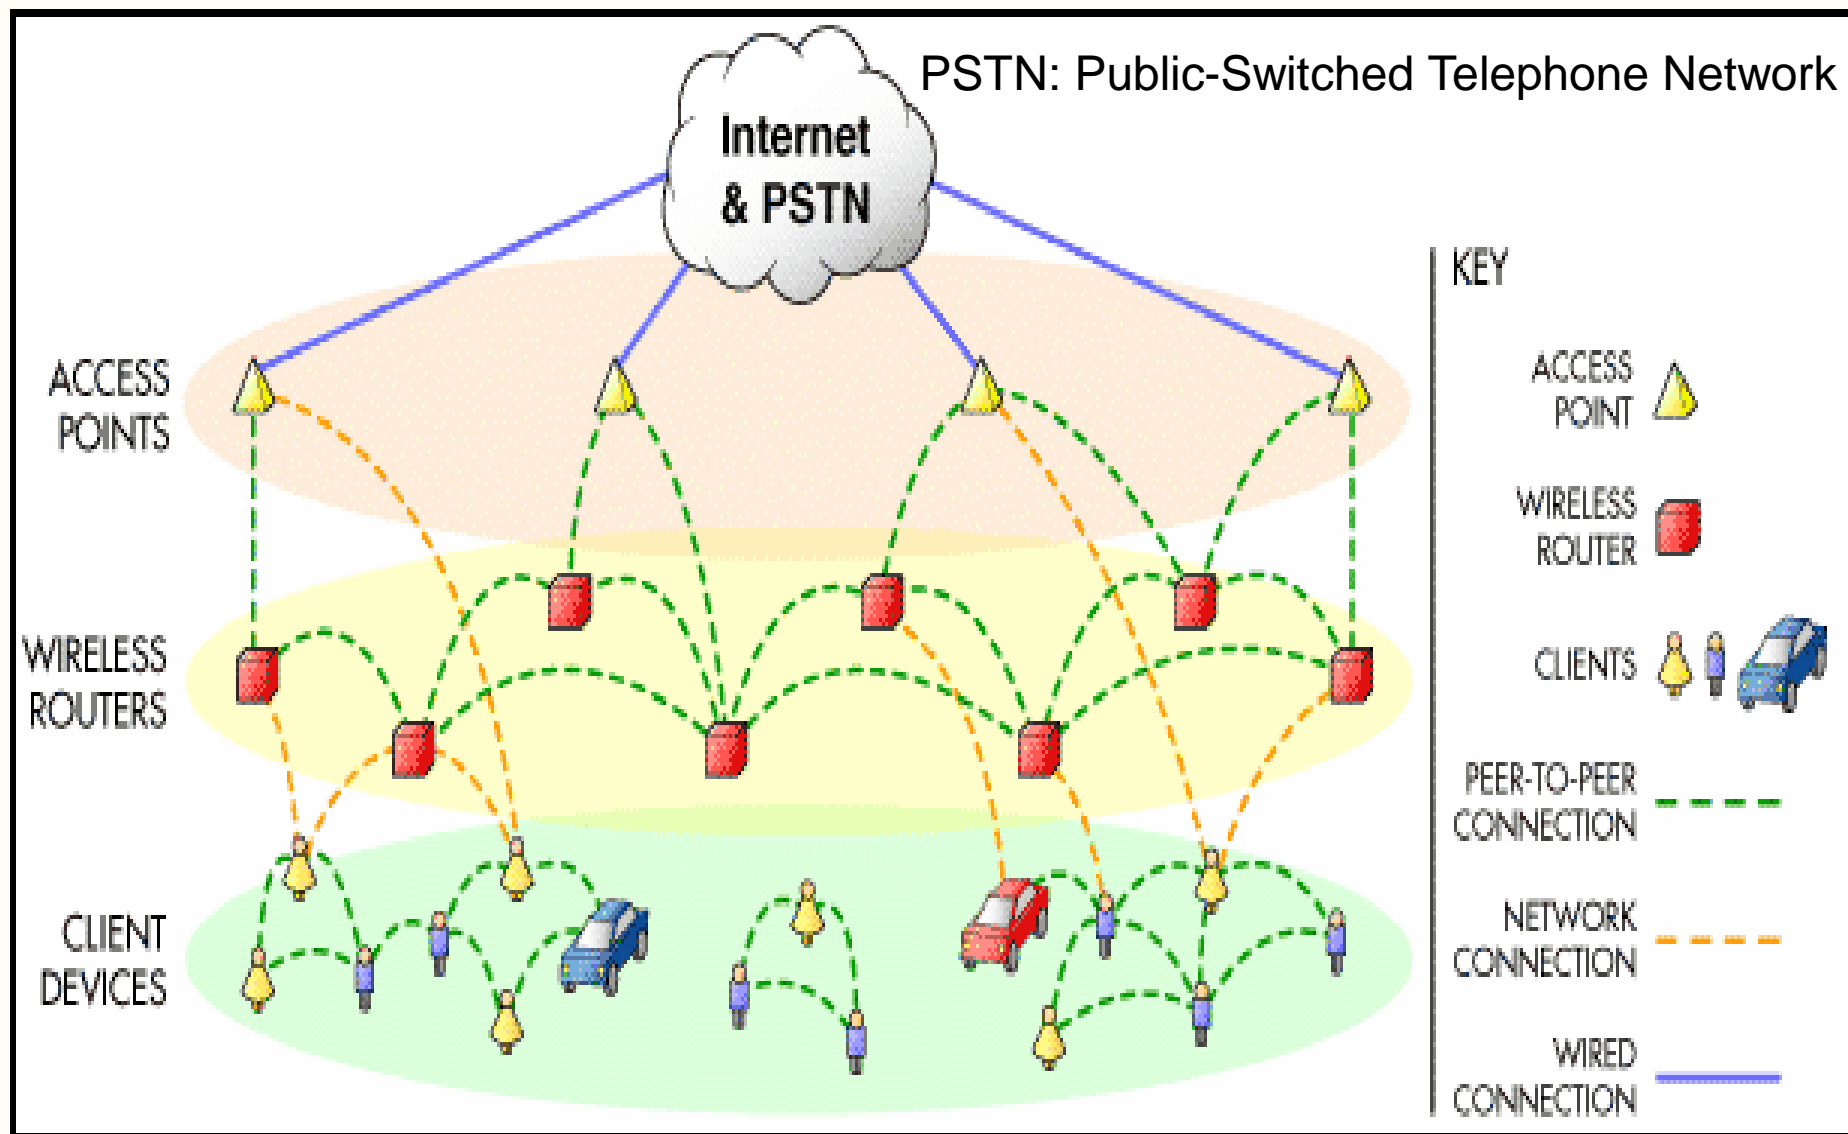 PSTN: Public-Switched Telephone Network
Internet
& PSTN
KEY
ACCESS
POINTS
ACCESS
POINT
WIRELESS
ROUTER
WIRELESS
ROUTERS
CLIENTS
PEER-TO-PEER
CONNECTION
CLIENT
DEVICES
NETWORK
CONNECTION
WIRED
CONNECTION